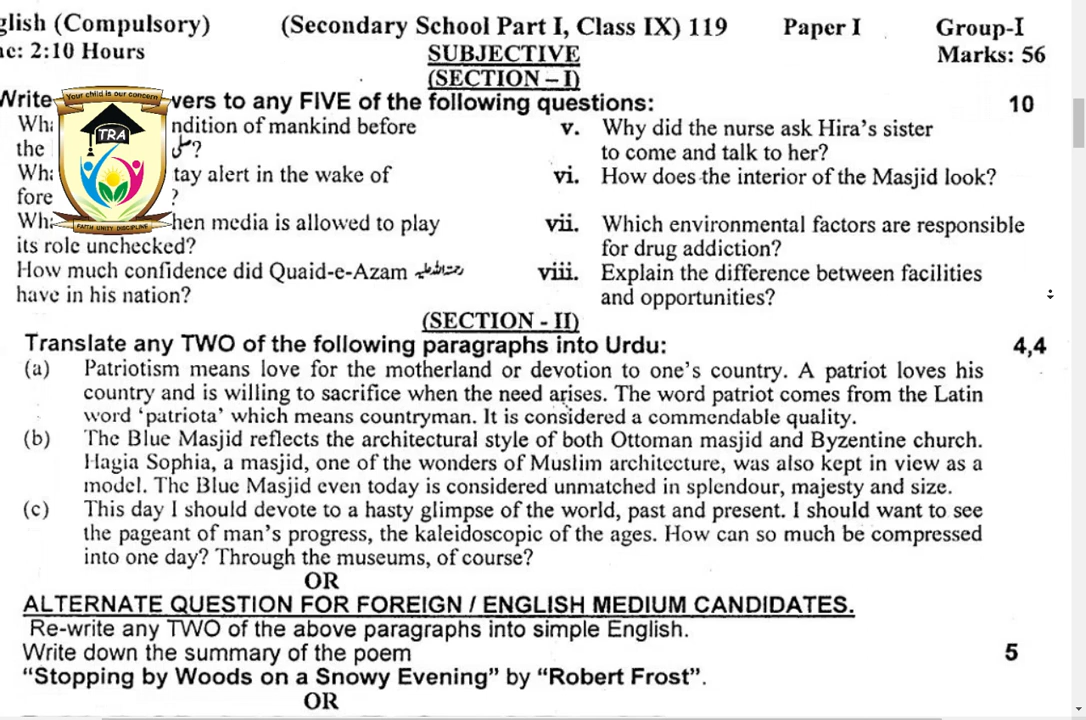 glish (Compulsory) (Secondary School Part I, Class IX) 119 Paper I Group-I
ne: 2:10 Hours SUBJECTIVE Marks: 56
(SECTION – I)
Write vers to any FIVE of the following questions: 10
Your child is our concern
TRA
FAITH UNITY DISCIPLINE
Wha ndition of mankind before
the ?
Wha tay alert in the wake of
fore ?
Wha hen media is allowed to play
its role unchecked?
How much confidence did Quaid-e-Azam
have in his nation?
v. Why did the nurse ask Hira's sister
to come and talk to her?
vi. How does the interior of the Masjid look?
vii. Which environmental factors are responsible
for drug addiction?
viii. Explain the difference between facilities
and opportunities?
(SECTION - II)
Translate any TWO of the following paragraphs into Urdu: 4,4
(a) Patriotism means love for the motherland or devotion to one's country. A patriot loves his
country and is willing to sacrifice when the need arises. The word patriot comes from the Latin
word 'patriota' which means countryman. It is considered a commendable quality.
(b) The Blue Masjid reflects the architectural style of both Ottoman masjid and Byzentine church.
Hagia Sophia, a masjid, one of the wonders of Muslim architecture, was also kept in view as a
model. The Blue Masjid even today is considered unmatched in splendour, majesty and size.
(c) This day I should devote to a hasty glimpse of the world, past and present. I should want to see
the pageant of man's progress, the kaleidoscopic of the ages. How can so much be compressed
into one day? Through the museums, of course?
OR
ALTERNATE QUESTION FOR FOREIGN / ENGLISH MEDIUM CANDIDATES.
Re-write any TWO of the above paragraphs into simple English.
Write down the summary of the poem 5
"Stopping by Woods on a Snowy Evening" by "Robert Frost".
OR